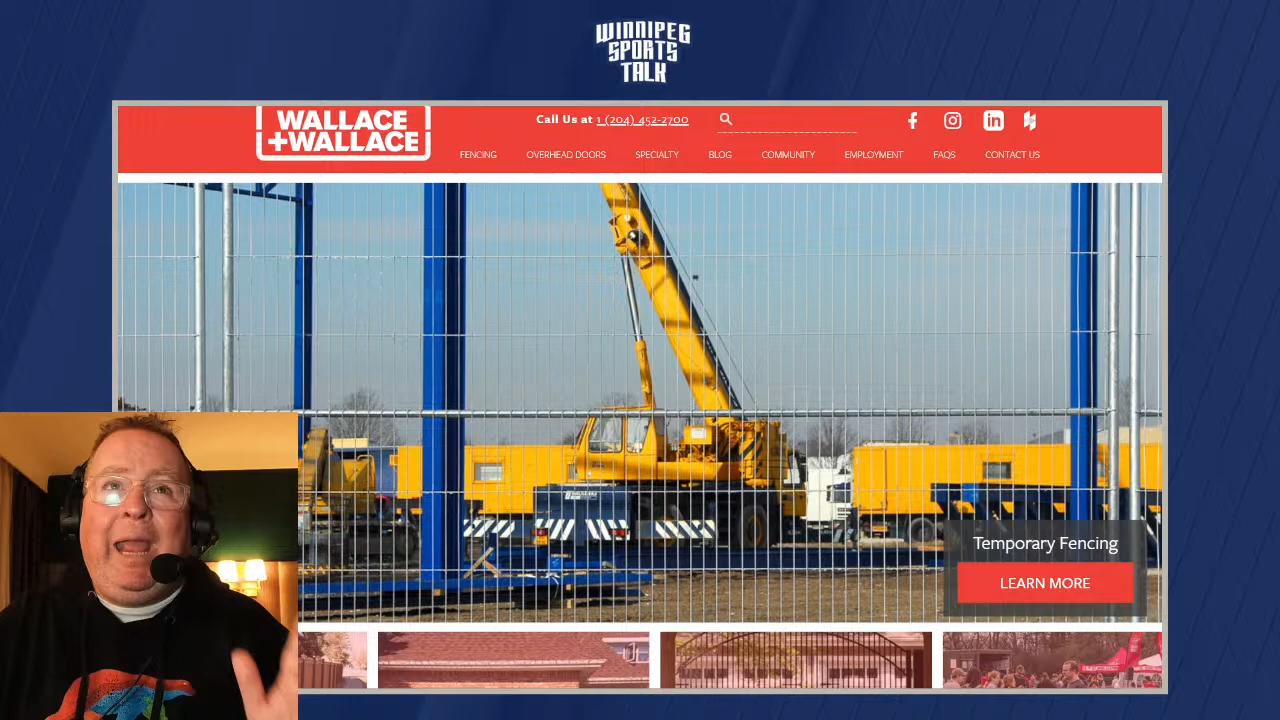 WINNIPEG
SPORTS
TALK
WALLACE
+WALLACE
Call Us at 1 (204) 452-2700
FENCING OVERHEAD DOORS SPECIALTY BLOG COMMUNITY EMPLOYMENT FAQS CONTACT US
Temporary Fencing
LEARN MORE